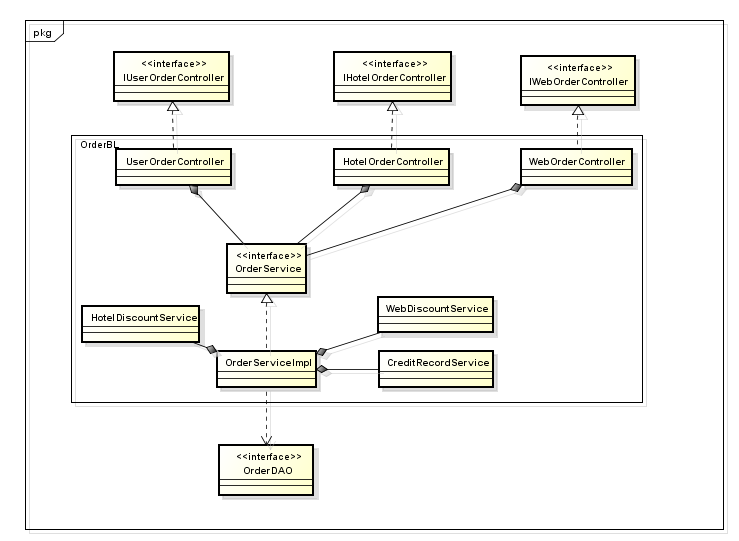 pkg
<<interface>>
IUserOrderController
<<interface>>
IHotelOrderController
<<interface>>
IWebOrderController
OrderBL
UserOrderController
HotelOrderController
WebOrderController
<<interface>>
OrderService
HotelDiscountService
WebDiscountService
OrderServiceImpl
CreditRecordService
<<interface>>
OrderDAO